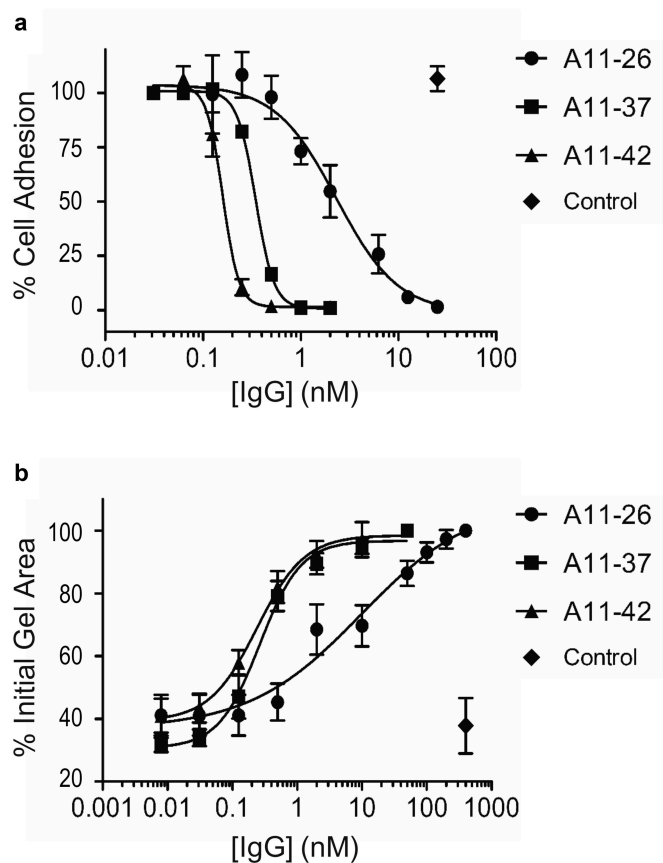 a
% Cell Adhesion
100
75
50
25
0
0.01
0.1
1
10
100
[IgG] (nM)
A11-26
A11-37
A11-42
Control
b
% Initial Gel Area
100
80
60
40
20
0.001
0.01
0.1
1
10
100
1000
[IgG] (nM)
A11-26
A11-37
A11-42
Control